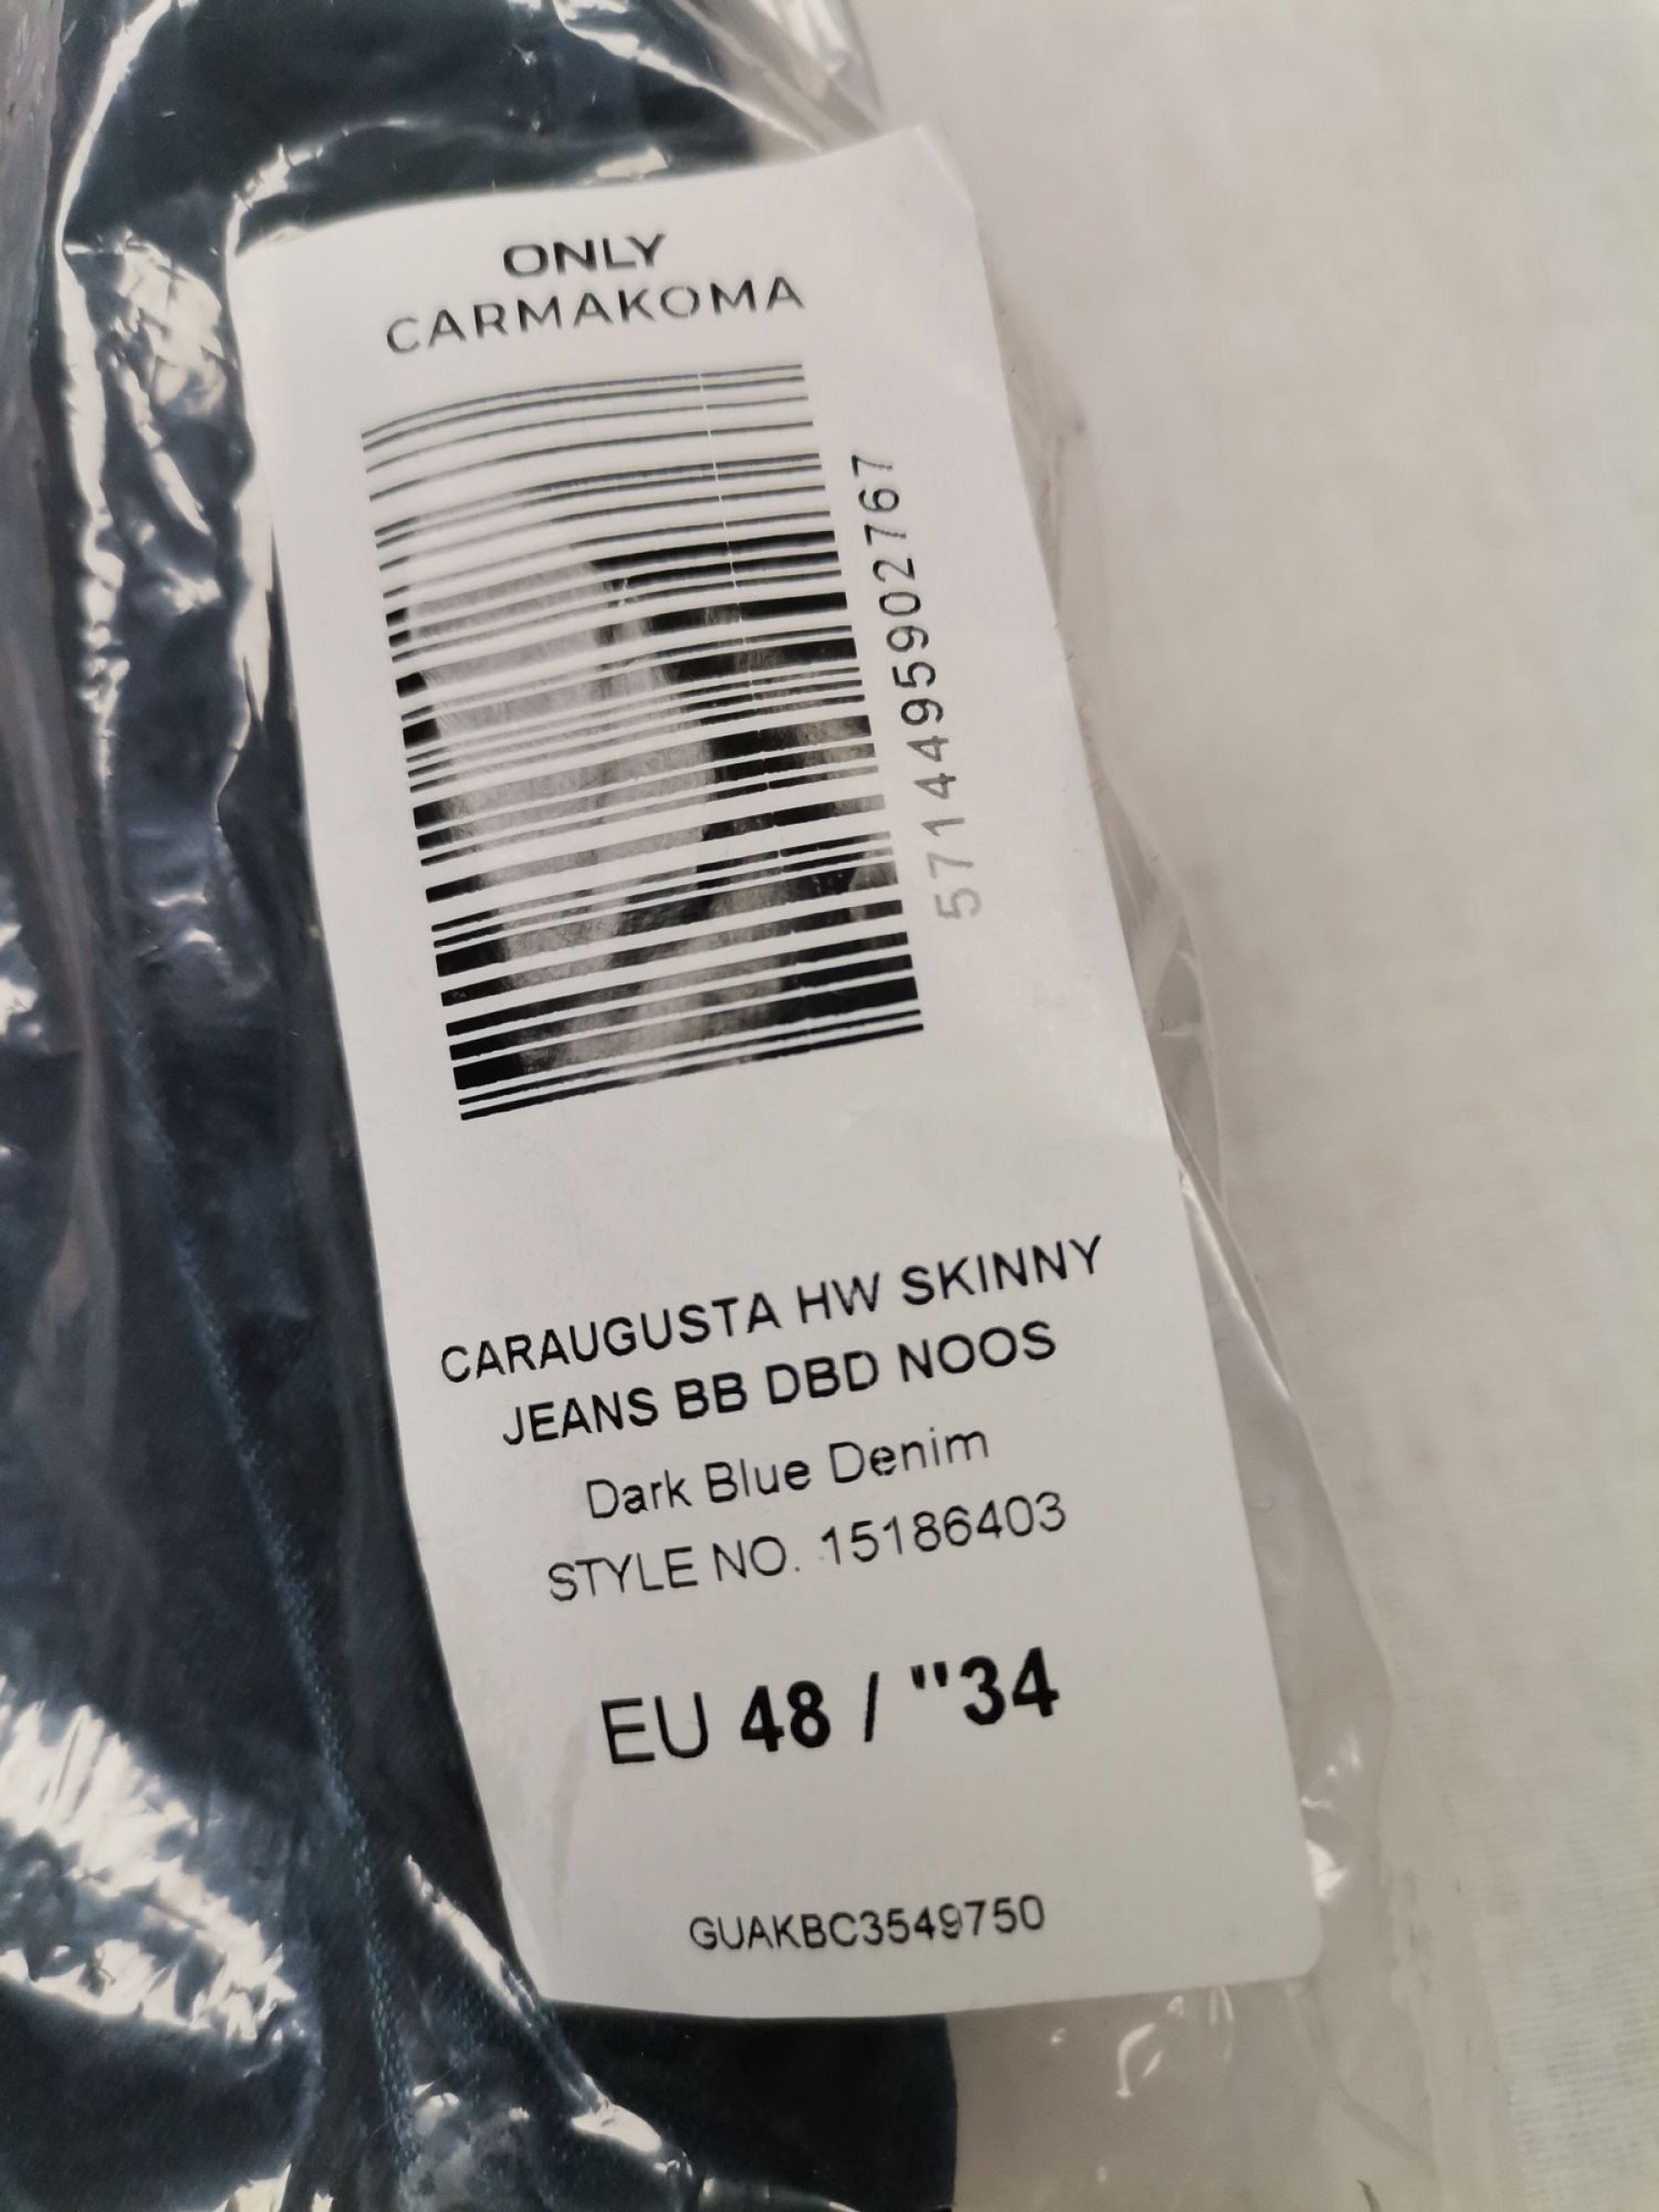 ONLY
CARMAKOMA
5714495902767
CARAUGUSTA HW SKINNY
JEANS BB DBD NOOS
Dark Blue Denim
STYLE NO. 15186403
EU 48 / "34
GUAKBC3549750